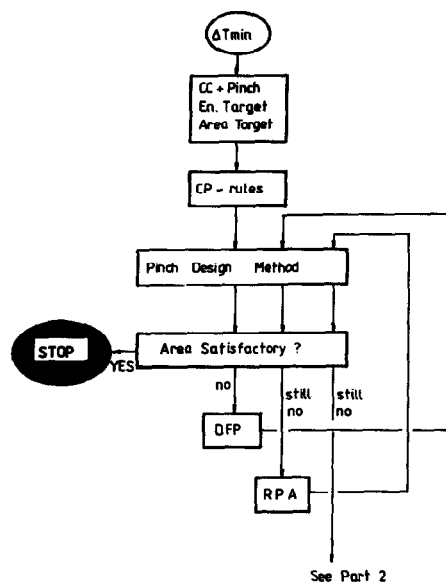 ΔTmin
CC + Pinch
En. Target
Area Target
CP - rules
Pinch Design Method
Area Satisfactory ?
STOP
YES
no
still
no
still
no
DFP
RPA
See Part 2